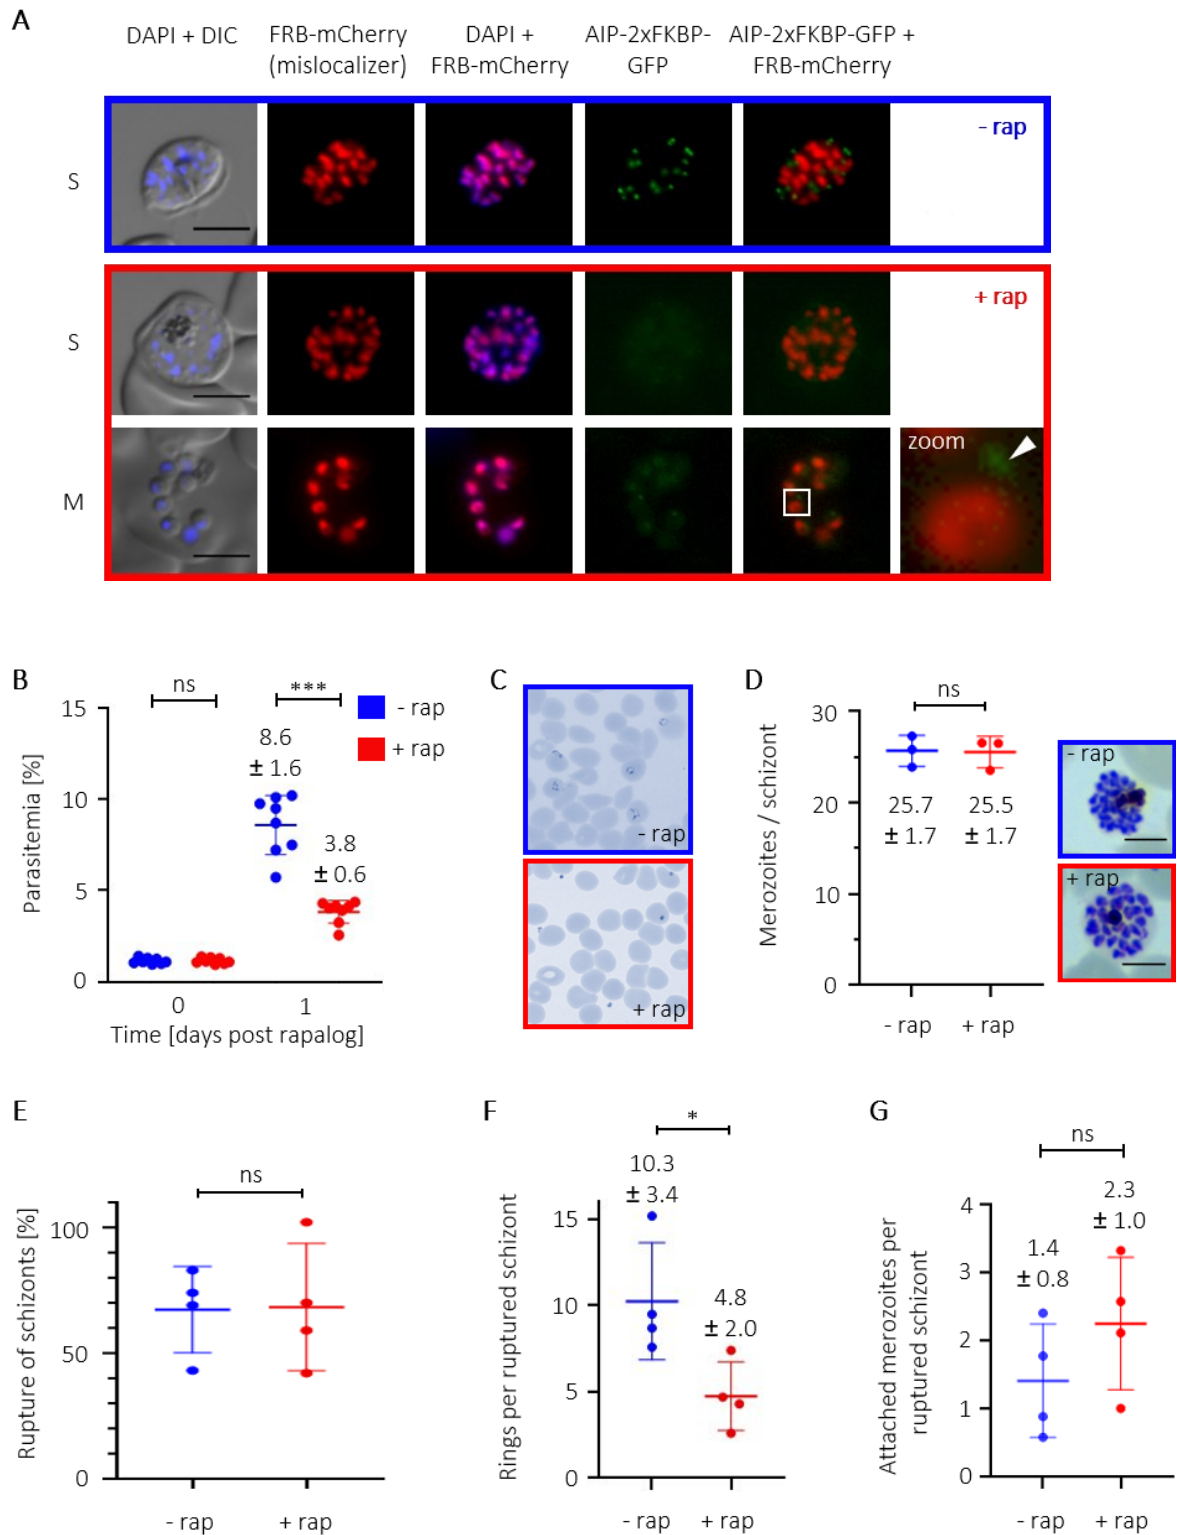 A
DAPI + DIC
FRB-mCherry
(mislocalizer)
DAPI +
FRB-mCherry
AIP-2xFKBP-
GFP
AIP-2xFKBP-GFP +
FRB-mCherry
- rap
S
+ rap
S
zoom
M
B
ns
***
- rap
+ rap
15
10
5
0
Parasitemia [%]
8.6
± 1.6
3.8
± 0.6
0
1
Time [days post rapalog]
C
- rap
+ rap
D
ns
30
20
10
0
Merozoites / schizont
25.7
± 1.7
25.5
± 1.7
- rap
+ rap
- rap
+ rap
E
ns
100
50
0
Rupture of schizonts [%]
- rap
+ rap
F
*
10.3
± 3.4
4.8
± 2.0
15
10
5
0
Rings per ruptured schizont
- rap
+ rap
G
ns
2.3
± 1.0
1.4
± 0.8
4
3
2
1
0
Attached merozoites per
ruptured schizont
- rap
+ rap